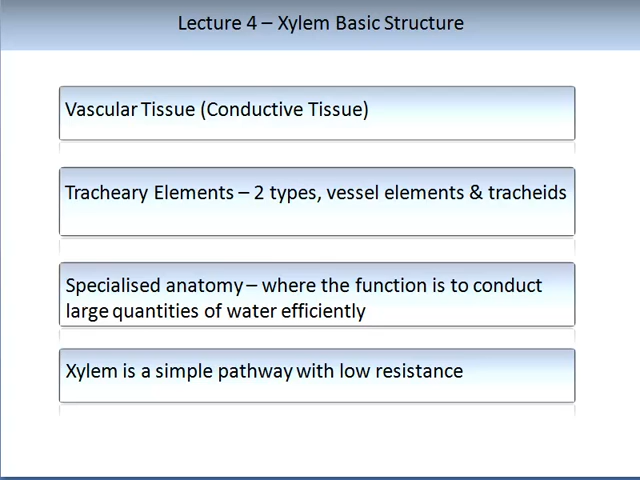 Lecture 4 – Xylem Basic Structure
Vascular Tissue (Conductive Tissue)
Tracheary Elements – 2 types, vessel elements & tracheids
Specialised anatomy – where the function is to conduct
large quantities of water efficiently
Xylem is a simple pathway with low resistance